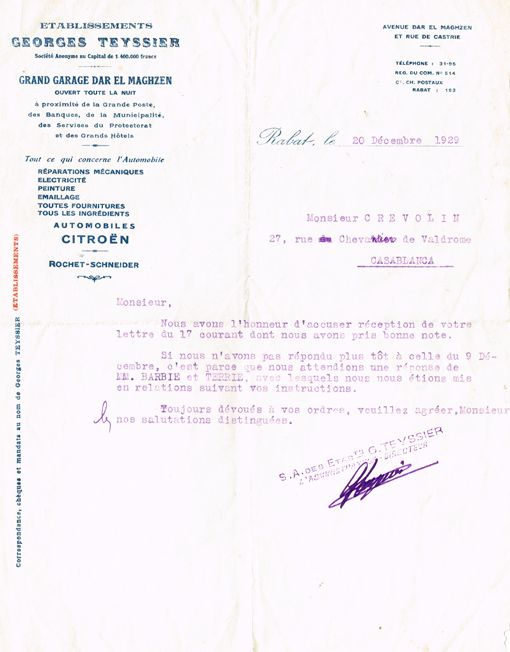 ETABLISSEMENTS
GEORGES TEYSSIER
Société Anonyme au Capital de 1.400.000 francs
GRAND GARAGE DAR EL MAGHZEN
OUVERT TOUTE LA NUIT
à proximité de la Grande Poste,
des Banques, de la Municipalité,
des Services du Protectorat
et des Grands Hôtels
Tout ce qui concerne l'Automobile
RÉPARATIONS MÉCANIQUES
ELECTRICITÉ
PEINTURE
EMAILLAGE
TOUTES FOURNITURES
TOUS LES INGRÉDIENTS
AUTOMOBILES
CITROËN
ROCHET-SCHNEIDER
AVENUE DAR EL MAGHZEN
ET RUE DE CASTRIE
TÉLÉPHONE : 31-95
REG. DU COM. Nº 514
Cᵗ. CH. POSTAUX
RABAT :
Rabat, le 20 Décembre 1929
Monsieur CREVOLIN
27, rue du Chevalier de Valdrome
CASABLANCA
Monsieur,
Nous avons l'honneur d'accuser réception de votre
lettre du 17 courant dont nous avons pris bonne note.
Si nous n'avons pas répondu plus tôt à celle du 9 Dé-
cembre, c'est parce que nous attendions une réponse de
MM. BARBIE et TERRIE, avec lesquels nous nous étions mis
en relations suivant vos instructions.
Toujours dévoués à vos ordres, veuillez agréer,Monsieur
nos salutations distinguées.
S.A. DES ETABᵗˢ G. TEYSSIER
L'ADMINISTRATEUR-DIRECTEUR
Correspondance, chèques et mandats au nom de Georges TEYSSIER (ETABLISSEMENTS)